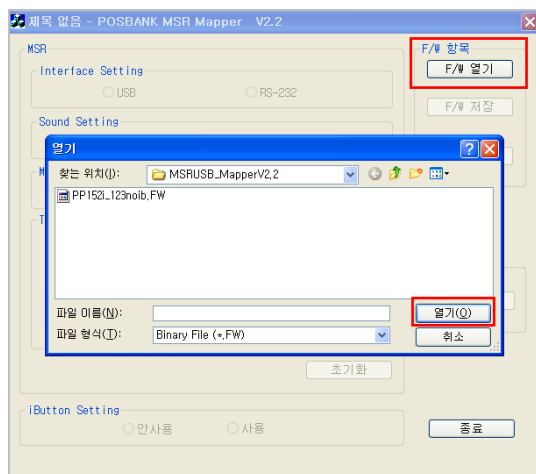 제목 없음 - POSBANK MSR Mapper V2.2
MSR
Interface Setting
USB
RS-232
Sound Setting
F/W 항목
F/W 열기
F/W 저장
열기
찾는 위치(I):
MSRUSB_MapperV2.2
PP152i_123noib.FW
파일 이름(N):
열기(O)
파일 형식(T):
Binary File (*.FW)
취소
초기화
iButton Setting
안사용
사용
종료